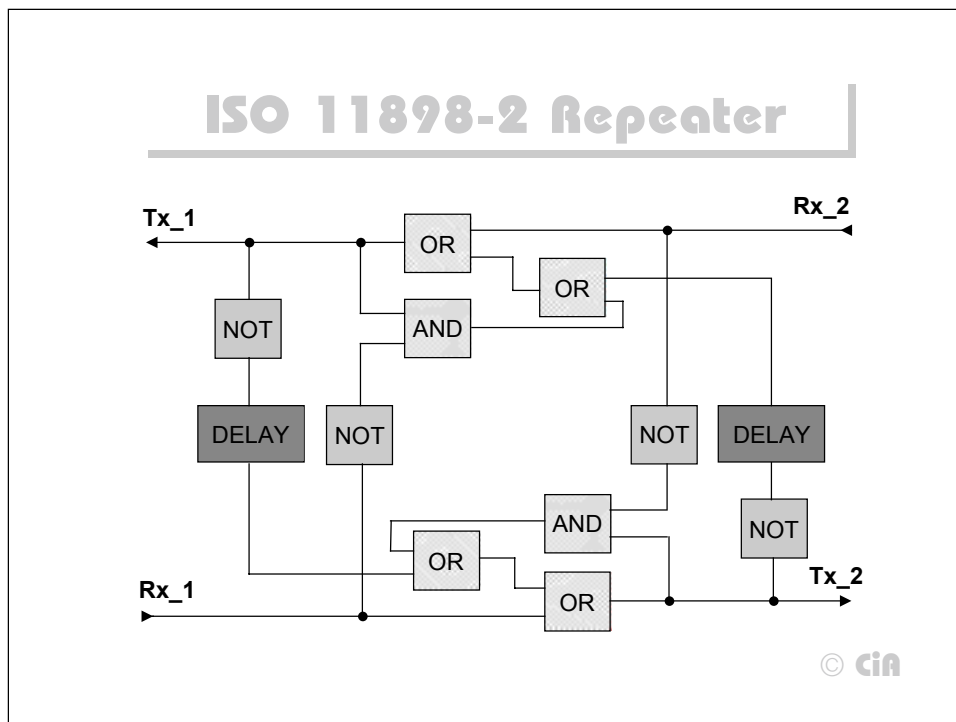 ISO 11898-2 Repeater
Tx_1
Rx_2
OR
OR
NOT
AND
DELAY
NOT
NOT
DELAY
AND
NOT
OR
Rx_1
OR
Tx_2
© CiA